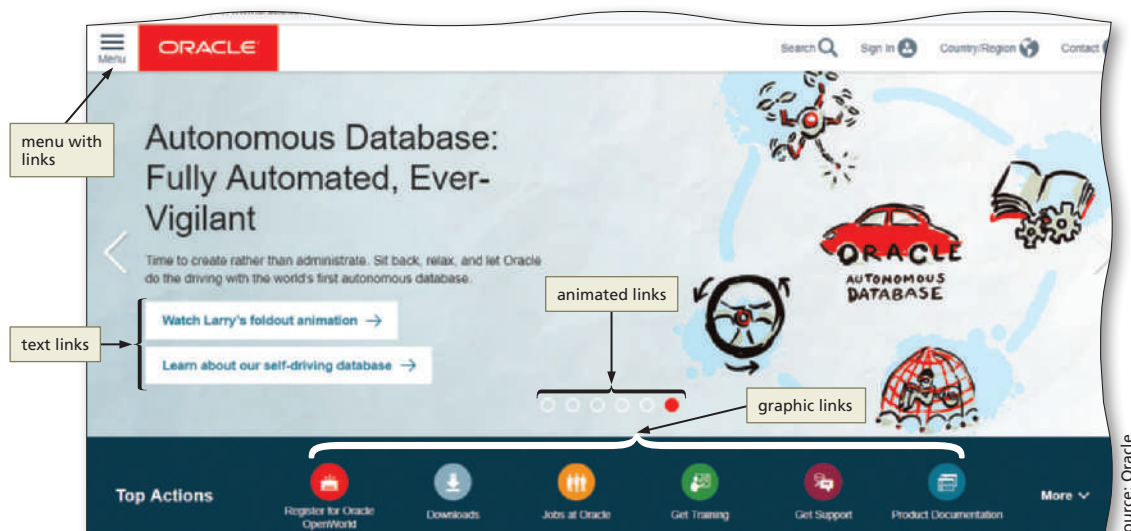 Menu
ORACLE
Search
Sign In
Country/Region
Contact
menu with
links
Autonomous Database:
Fully Automated, Ever-
Vigilant
Time to create rather than administrate. Sit back, relax, and let Oracle
do the driving with the world's first autonomous database.
ORACLE
AUTONOMOUS
DATABASE
animated links
text links
Watch Larry's foldout animation →
Learn about our self-driving database →
graphic links
Top Actions
Register for Oracle
OpenWorld
Downloads
Jobs at Oracle
Get Training
Get Support
Product Documentation
More